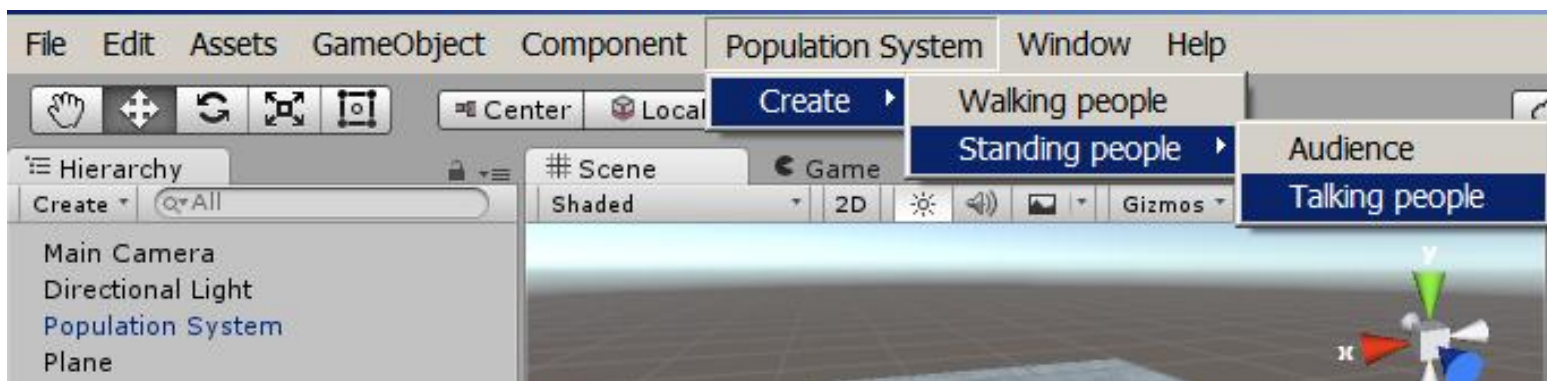 File Edit Assets GameObject Component Population System Window Help
Center Local Create Walking people
Standing people Audience
Hierarchy # Scene Game
Create All Shaded 2D Gizmos Talking people
Main Camera
Directional Light
Population System
Plane
y
x